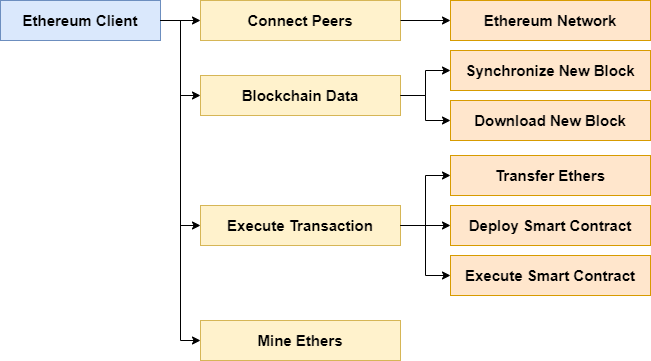 Ethereum Client
Connect Peers
Ethereum Network
Blockchain Data
Synchronize New Block
Download New Block
Execute Transaction
Transfer Ethers
Deploy Smart Contract
Execute Smart Contract
Mine Ethers